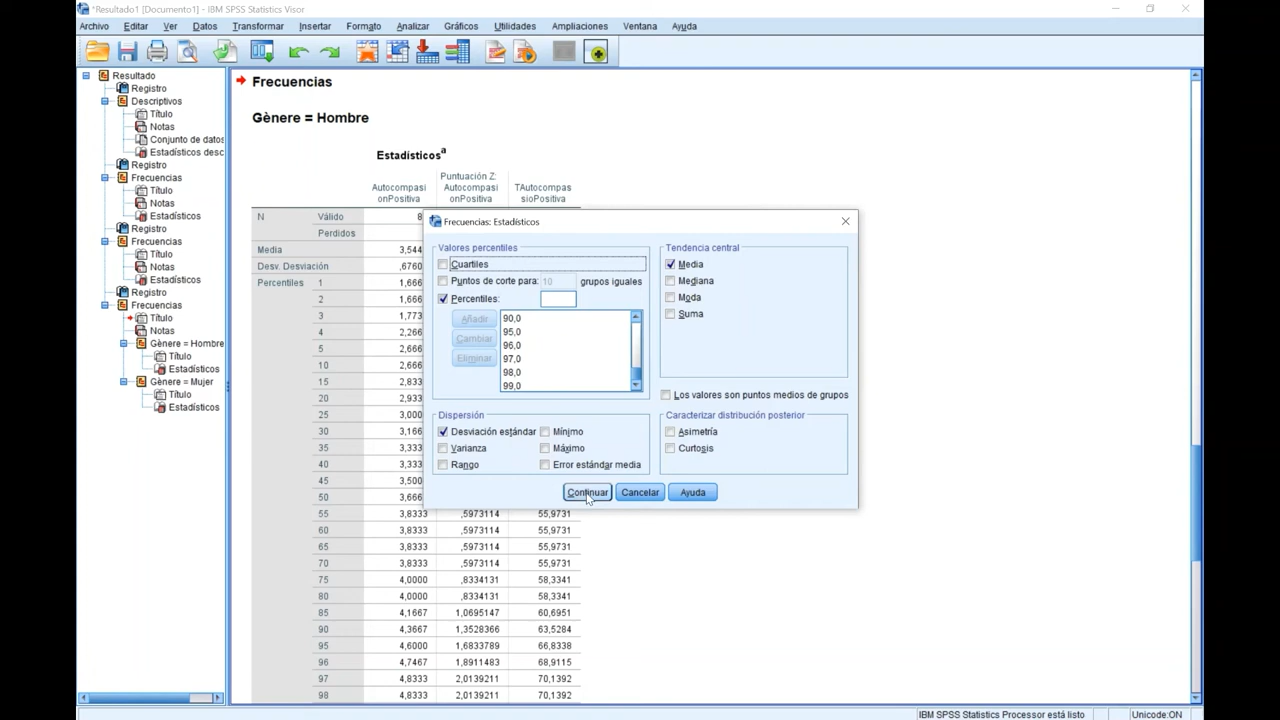 *Resultado1 [Documento1] - IBM SPSS Statistics Visor
Archivo Editar Ver Datos Transformar Insertar Formato Analizar Gráficos Utilidades Ampliaciones Ventana Ayuda
Resultado
Registro
Descriptivos
Título
Notas
Conjunto de datos
Estadísticos desc
Registro
Frecuencias
Título
Notas
Estadísticos
Registro
Frecuencias
Título
Notas
Estadísticos
Registro
Frecuencias
Título
Notas
Gènere = Hombre
Título
Estadísticos
Gènere = Mujer
Título
Estadísticos
Frecuencias
Gènere = Hombre
Estadísticosª
Autocompasi
onPositiva
Puntuación Z:
Autocompasi
onPositiva
TAutocompas
sioPositiva
N Válido 8
Perdidos
Media 3,544
Desv. Desviación ,6760
Percentiles 1 1,666
2 1,666
3 1,773
4 2,266
5 2,666
10 2,666
15 2,833
20 2,933
25 3,000
30 3,166
35 3,333
40 3,333
45 3,500
50 3,666
55 3,8333 ,5973114 55,9731
60 3,8333 ,5973114 55,9731
65 3,8333 ,5973114 55,9731
70 3,8333 ,5973114 55,9731
75 4,0000 ,8334131 58,3341
80 4,0000 ,8334131 58,3341
85 4,1667 1,0695147 60,6951
90 4,3667 1,3528366 63,5284
95 4,6000 1,6833789 66,8338
96 4,7467 1,8911483 68,9115
97 4,8333 2,0139211 70,1392
98 4,8333 2,0139211 70,1392
Frecuencias: Estadísticos
Valores percentiles
Cuartiles
Puntos de corte para: 10 grupos iguales
Percentiles:
Añadir
Cambiar
Eliminar
90,0
95,0
96,0
97,0
98,0
99,0
Tendencia central
Media
Mediana
Moda
Suma
Los valores son puntos medios de grupos
Dispersión
Desviación estándar Mínimo
Varianza Máximo
Rango Error estándar media
Caracterizar distribución posterior
Asimetría
Curtosis
Continuar Cancelar Ayuda
IBM SPSS Statistics Processor está listo Unicode:ON